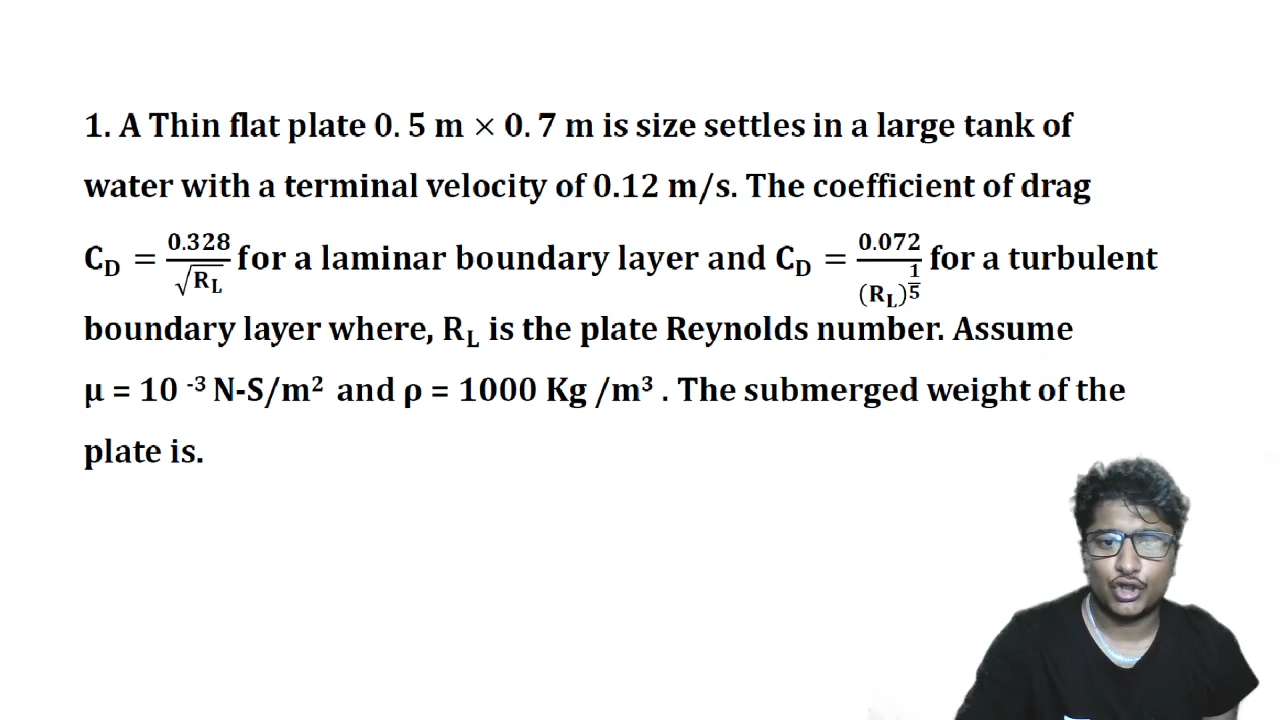 1. A Thin flat plate 0. 5 m × 0. 7 m is size settles in a large tank of
water with a terminal velocity of 0.12 m/s. The coefficient of drag
C_D = 0.328/√R_L for a laminar boundary layer and C_D = 0.072/(R_L)^(1/5) for a turbulent
boundary layer where, R_L is the plate Reynolds number. Assume
μ = 10 ⁻³ N-S/m² and ρ = 1000 Kg /m³ . The submerged weight of the
plate is.